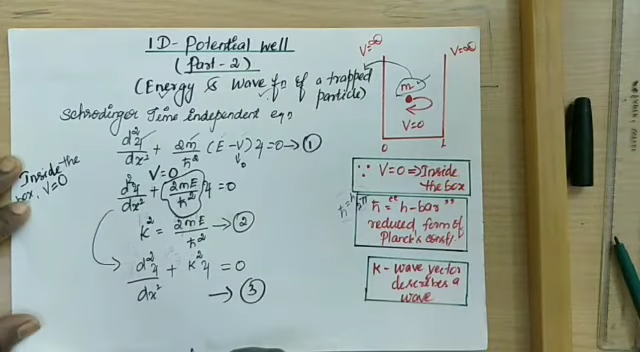 1D- Potential well
(Part-2)
(Energy & wave fn of a trapped
particle)
Schrodinger Time independent eqn
d²ψ/dx² + 2m/ħ² (E-V)ψ=0 → ①
0
Inside the
box, V=0
V=0
d²ψ/dx² + 2mE/ħ² ψ=0
K² = 2mE/ħ² → ②
d²ψ/dx² + K²ψ = 0
→ ③
V=∞
V=∞
m
V=0
0
L
∵ V=0 ⇒ Inside
the box
ħ = "h-bar"
reduced form of
Planck's const.
K- wave vector
describes a
wave